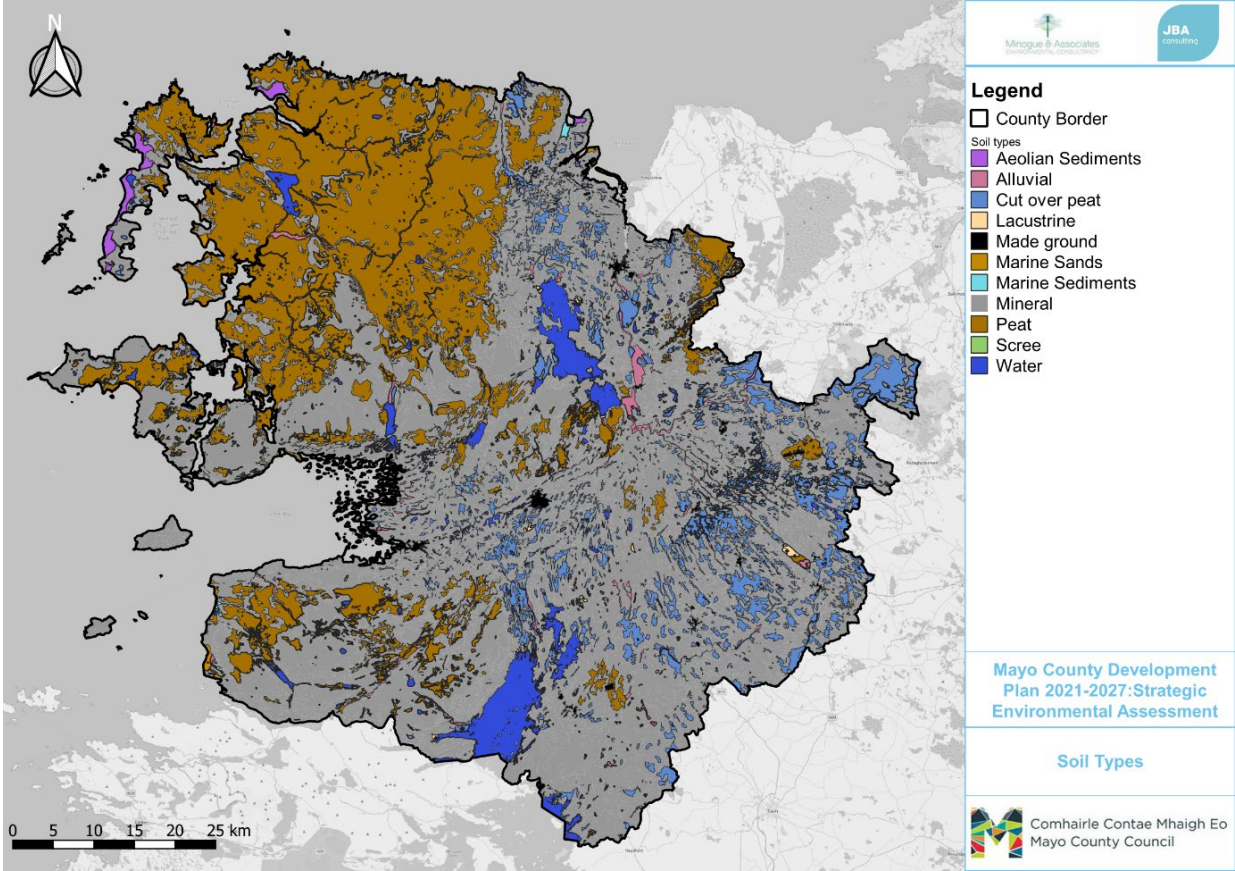 N
0 5 10 15 20 25 km
Minogue & Associates
ENVIRONMENTAL CONSULTANCY
JBA
consulting
Legend
County Border
Soil types
Aeolian Sediments
Alluvial
Cut over peat
Lacustrine
Made ground
Marine Sands
Marine Sediments
Mineral
Peat
Scree
Water
Mayo County Development
Plan 2021-2027:Strategic
Environmental Assessment
Soil Types
Comhairle Contae Mhaigh Eo
Mayo County Council